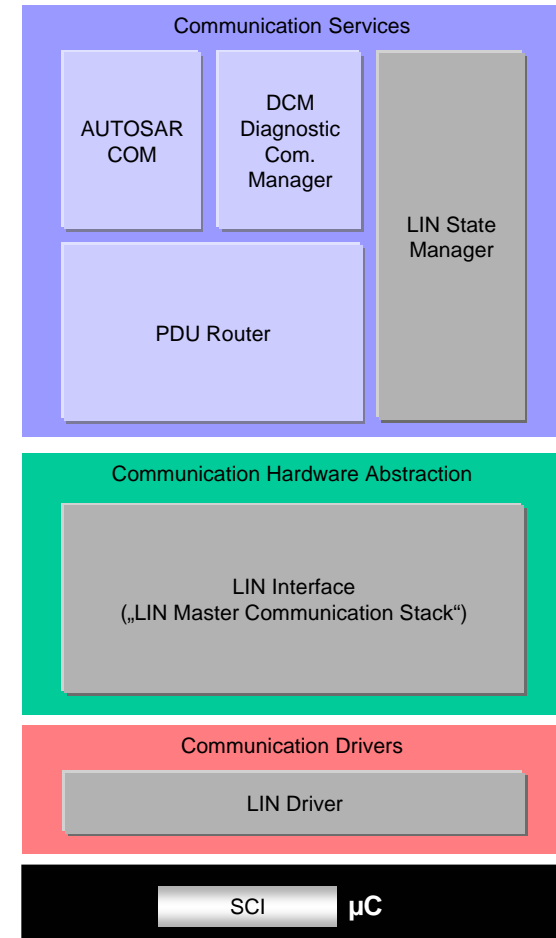 Communication Services
AUTOSAR
COM
DCM
Diagnostic
Com.
Manager
LIN State
Manager
PDU Router
Communication Hardware Abstraction
LIN Interface
(„LIN Master Communication Stack“)
Communication Drivers
LIN Driver
SCI
µC